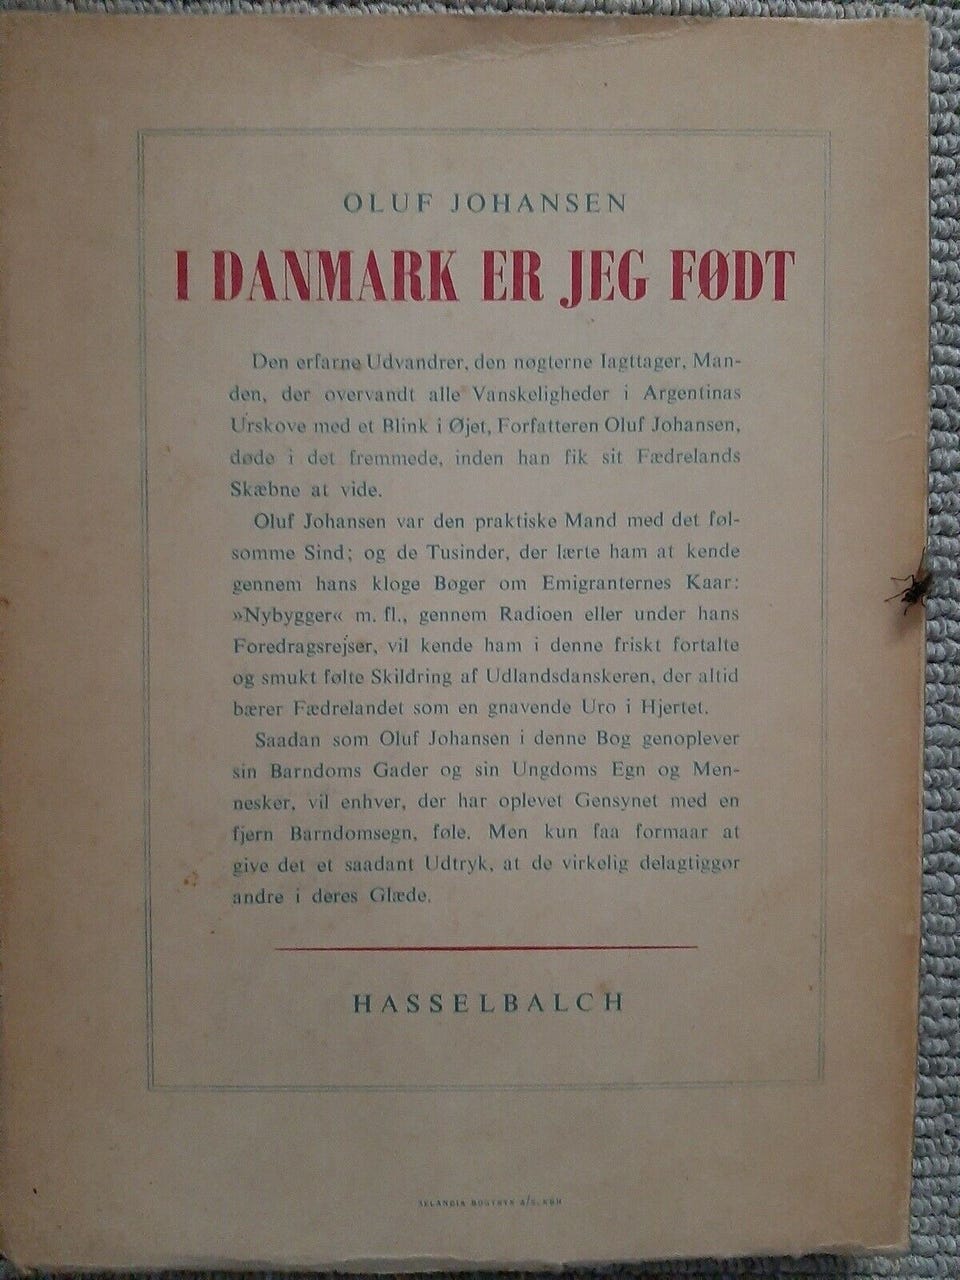 OLUF JOHANSEN
I DANMARK ER JEG FØDT
Den erfarne Udvandrer, den nøgterne Iagttager, Man-
den, der overvandt alle Vanskeligheder i Argentinas
Urskove med et Blink i Øjet, Forfatteren Oluf Johansen,
døde i det fremmede, inden han fik sit Fædrelands
Skæbne at vide.
Oluf Johansen var den praktiske Mand med det føl-
somme Sind; og de Tusinder, der lærte ham at kende
gennem hans kloge Bøger om Emigranternes Kaar:
»Nybygger« m. fl., gennem Radioen eller under hans
Foredragsrejser, vil kende ham i denne friskt fortalte
og smukt følte Skildring af Udlandsdanskeren, der altid
bærer Fædrelandet som en gnavende Uro i Hjertet.
Saadan som Oluf Johansen i denne Bog genoplever
sin Barndoms Gader og sin Ungdoms Egn og Men-
nesker, vil enhver, der har oplevet Gensynet med en
fjern Barndomsegn, føle. Men kun faa formaar at
give det et saadant Udtryk, at de virkelig delagtiggør
andre i deres Glæde.
HASSELBALCH
SELANDIA BOGTRYK A/S. KBH